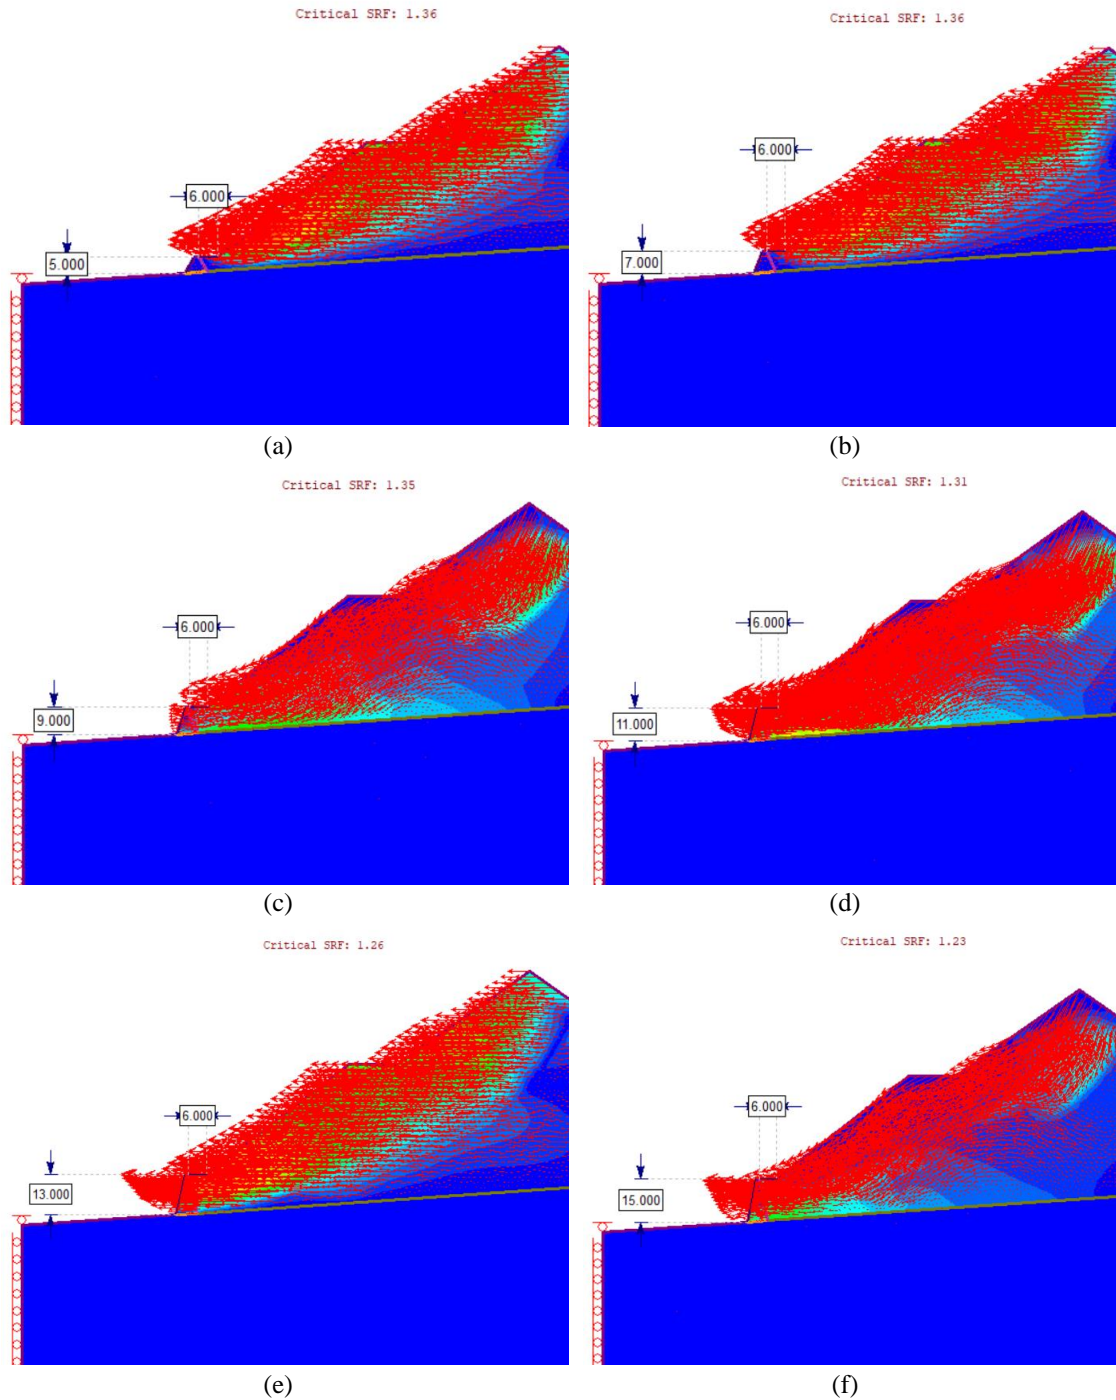 Critical SRF: 1.36
6.000
5.000
(a)
Critical SRF: 1.36
6.000
7.000
(b)
Critical SRF: 1.35
6.000
9.000
(c)
Critical SRF: 1.31
6.000
11.000
(d)
Critical SRF: 1.26
6.000
13.000
(e)
Critical SRF: 1.23
6.000
15.000
(f)